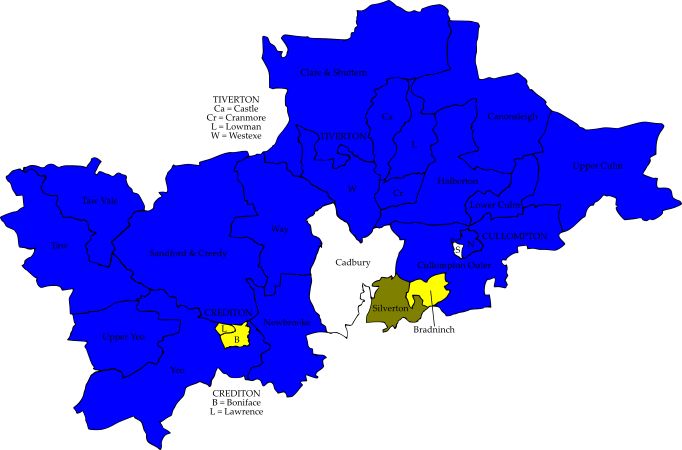 Clare & Shuttern
TIVERTON
Ca = Castle
Cr = Cranmore
L = Lowman
W = Westexe
Ca
Canonsleigh
TIVERTON
L
Upper Culm
W
Cr
Halberton
Taw Vale
Lower Culm
Way
Taw
Sandford & Creedy
CULLOMPTON
N
S
Cadbury
Cullompton Outer
Silverton
CREDITON
Newbrooke
Bradninch
L
Upper Yeo
B
Yeo
CREDITON
B = Boniface
L = Lawrence